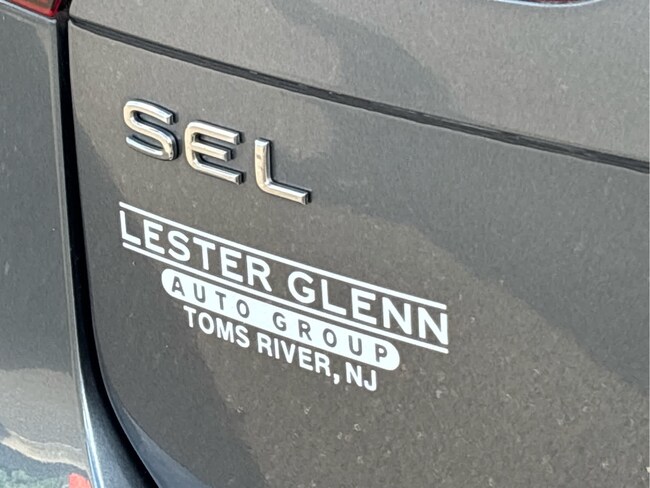 SEL
LESTER GLENN
AUTO GROUP
TOMS RIVER, NJ